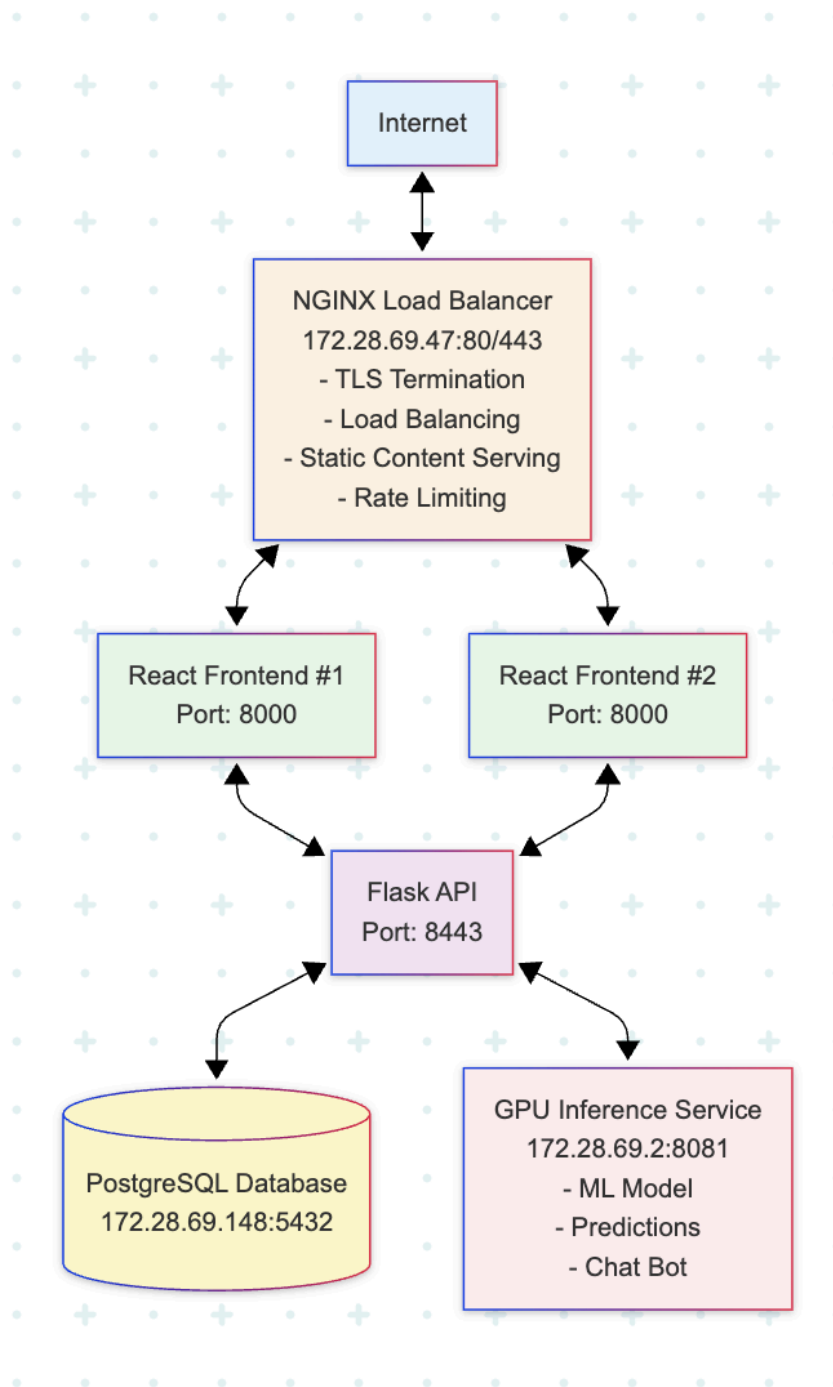 Internet
NGINX Load Balancer
172.28.69.47:80/443
- TLS Termination
- Load Balancing
- Static Content Serving
- Rate Limiting
React Frontend #1
Port: 8000
React Frontend #2
Port: 8000
Flask API
Port: 8443
PostgreSQL Database
172.28.69.148:5432
GPU Inference Service
172.28.69.2:8081
- ML Model
- Predictions
- Chat Bot